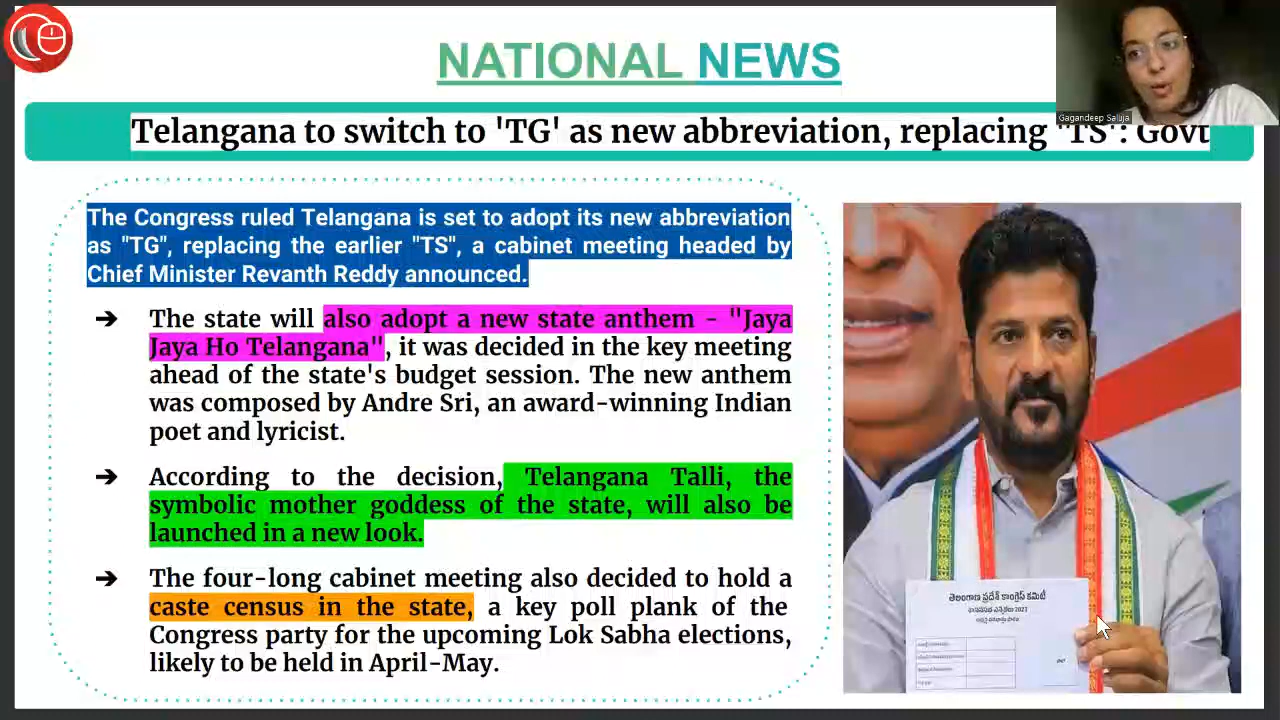 NATIONAL NEWS
Gagandeep Sallija
Telangana to switch to 'TG' as new abbreviation, replacing 'TS': Govt
The Congress ruled Telangana is set to adopt its new abbreviation
as "TG", replacing the earlier "TS", a cabinet meeting headed by
Chief Minister Revanth Reddy announced.
➔ The state will also adopt a new state anthem - "Jaya
Jaya Ho Telangana", it was decided in the key meeting
ahead of the state's budget session. The new anthem
was composed by Andre Sri, an award-winning Indian
poet and lyricist.
➔ According to the decision, Telangana Talli, the
symbolic mother goddess of the state, will also be
launched in a new look.
➔ The four-long cabinet meeting also decided to hold a
caste census in the state, a key poll plank of the
Congress party for the upcoming Lok Sabha elections,
likely to be held in April-May.
తెలంగాణ ప్రదేశ్ కాంగ్రెస్ కమిటీ